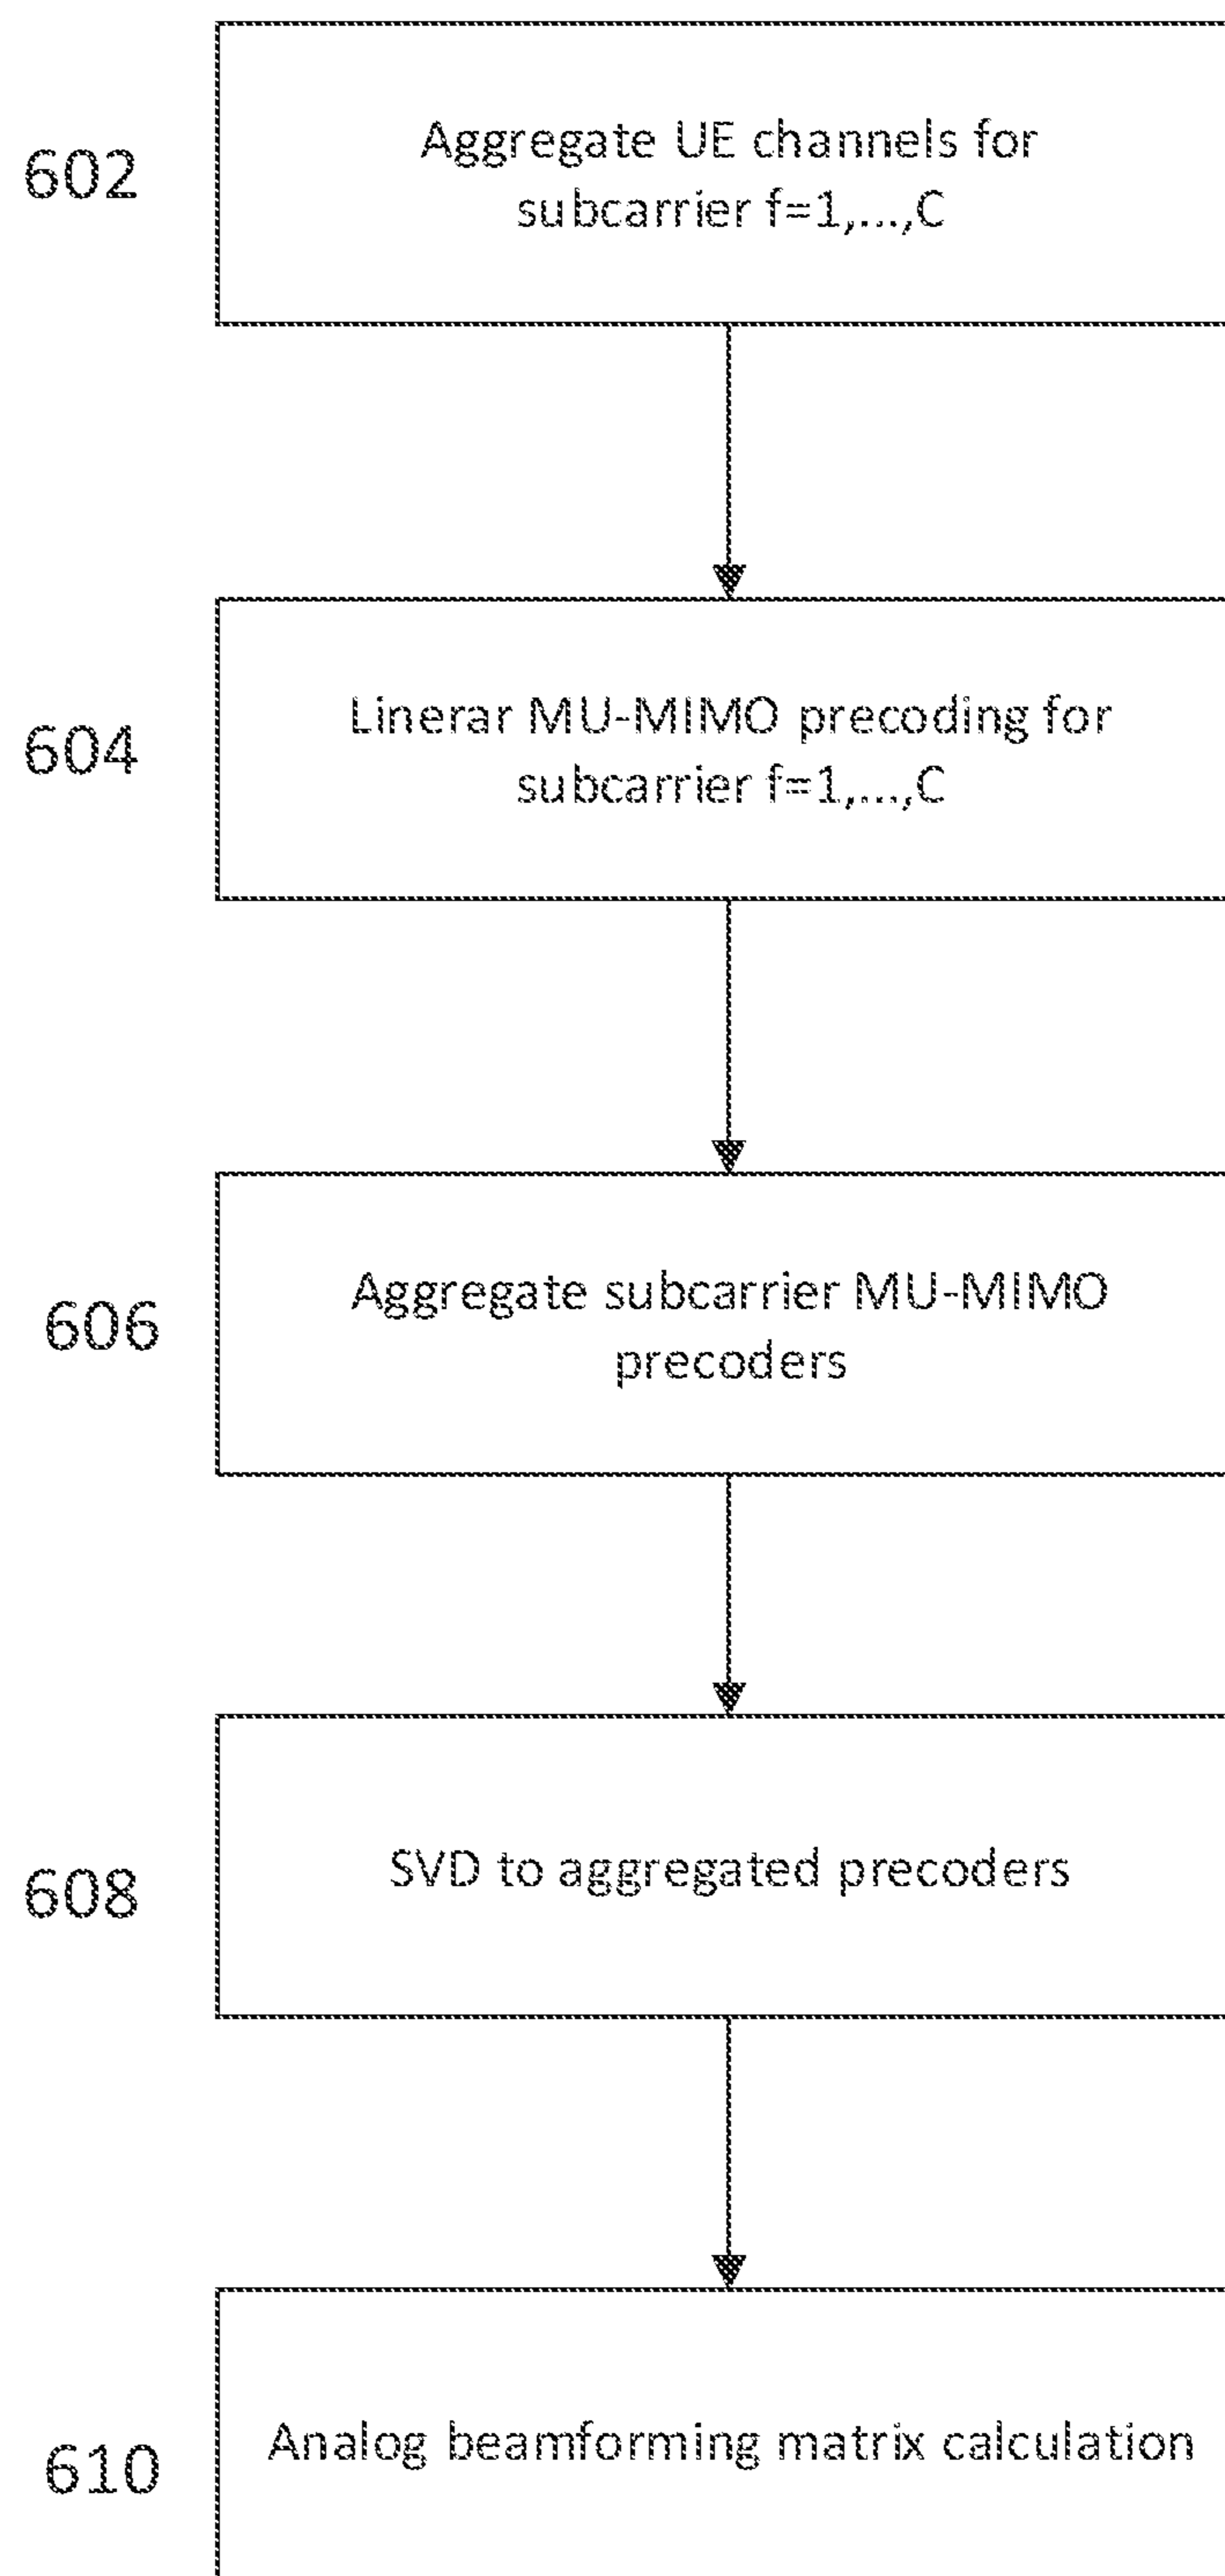 602
Aggregate UE channels for
subcarrier f=1,...,C
604
Linerar MU-MIMO precoding for
subcarrier f=1,...,C
606
Aggregate subcarrier MU-MIMO
precoders
608
SVD to aggregated precoders
610
Analog beamforming matrix calculation